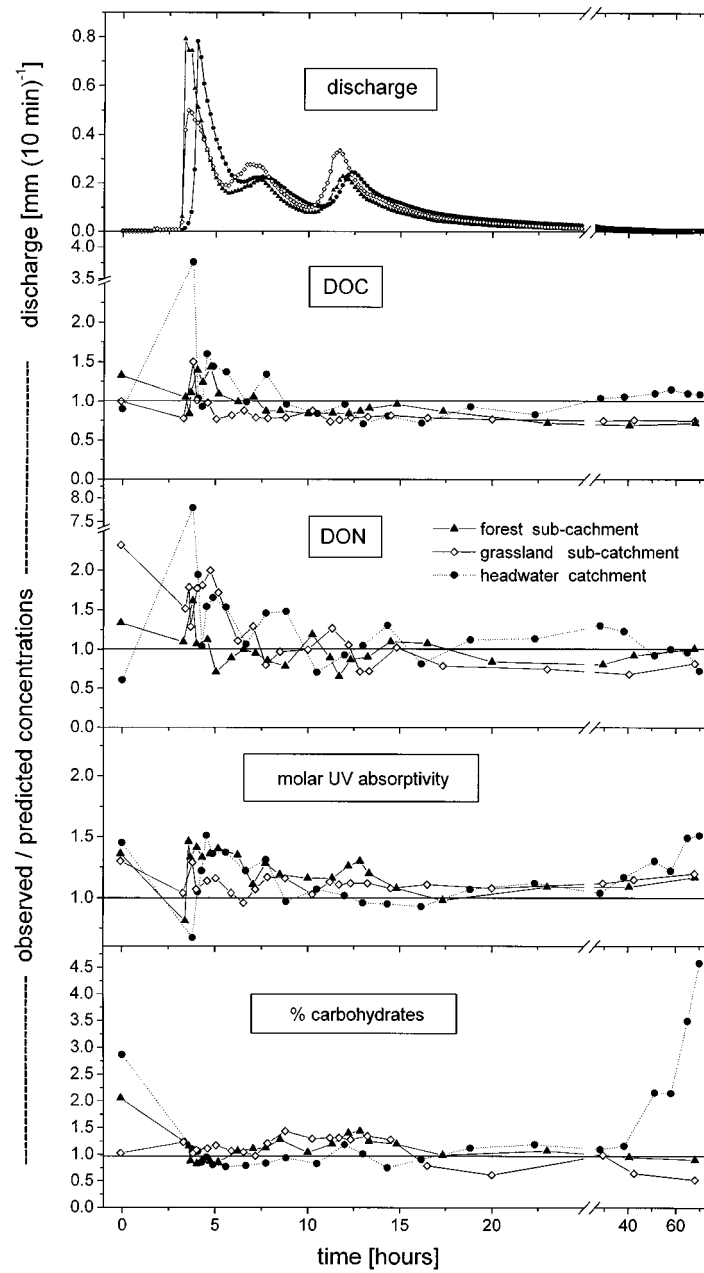 0.8
0.6
0.4
0.2
0.0
discharge
4.0
3.5
2.0
1.5
1.0
0.5
0.0
DOC
8.0
7.5
2.0
1.5
1.0
0.5
0.0
DON
forest sub-cachment
grassland sub-catchment
headwater catchment
2.0
1.5
1.0
molar UV absorptivity
4.5
4.0
3.5
3.0
2.5
2.0
1.5
1.0
0.5
0.0
% carbohydrates
0 5 10 15 20 40 60
time [hours]
---------- observed / predicted concentrations ---------- discharge [mm (10 min)⁻¹